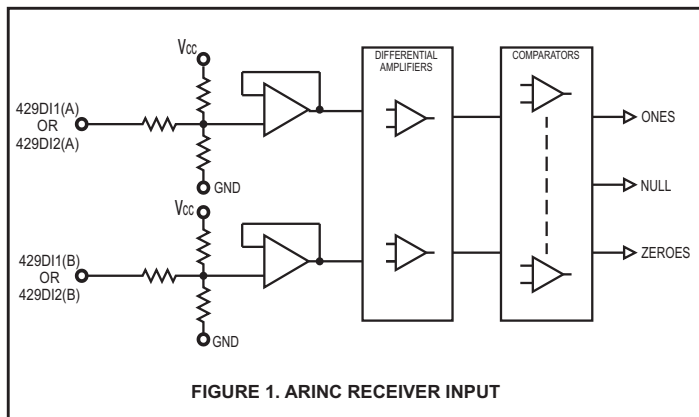 Vcc
DIFFERENTIAL
AMPLIFIERS
COMPARATORS
429DI1(A)
OR
429DI2(A)
ONES
GND
NULL
Vcc
429DI1(B)
OR
429DI2(B)
ZEROES
GND
FIGURE 1. ARINC RECEIVER INPUT